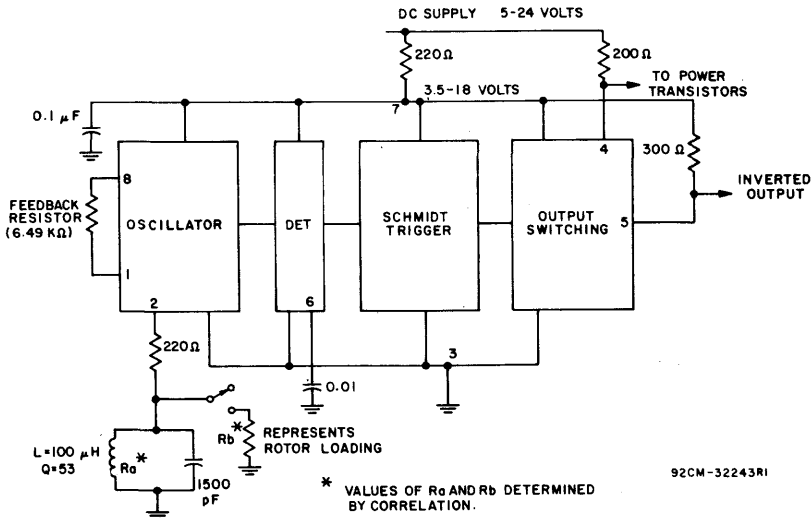 DC SUPPLY 5-24 VOLTS
220Ω
200Ω
TO POWER
TRANSISTORS
3.5-18 VOLTS
7
0.1 μF
4
300 Ω
INVERTED
OUTPUT
8
FEEDBACK
RESISTOR
(6.49 KΩ)
OSCILLATOR
DET
SCHMIDT
TRIGGER
OUTPUT
SWITCHING
5
1
2
6
3
220Ω
0.01
L=100 μH
Q=53
Ra*
1500
pF
*
Rb
REPRESENTS
ROTOR LOADING
* VALUES OF Ra AND Rb DETERMINED
BY CORRELATION.
92CM-32243R1